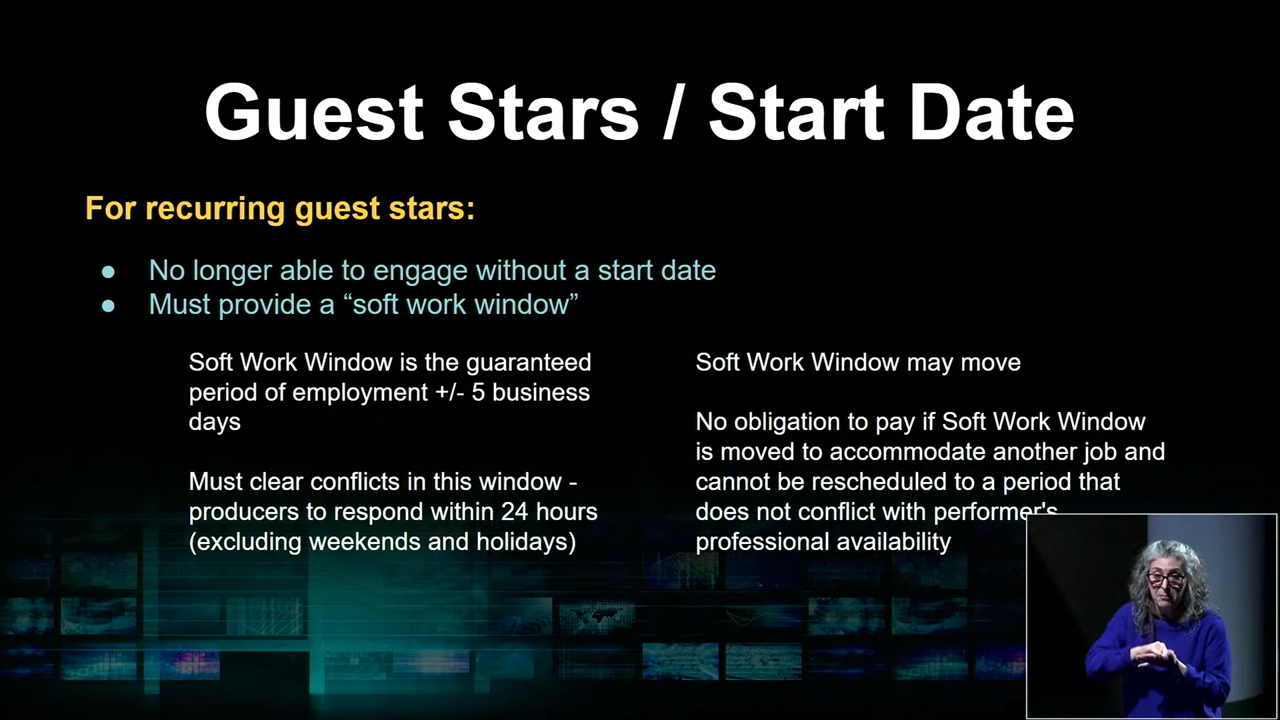 Guest Stars / Start Date
For recurring guest stars:
● No longer able to engage without a start date
● Must provide a “soft work window”
Soft Work Window is the guaranteed
period of employment +/- 5 business
days
Must clear conflicts in this window -
producers to respond within 24 hours
(excluding weekends and holidays)
Soft Work Window may move
No obligation to pay if Soft Work Window
is moved to accommodate another job and
cannot be rescheduled to a period that
does not conflict with performer's
professional availability